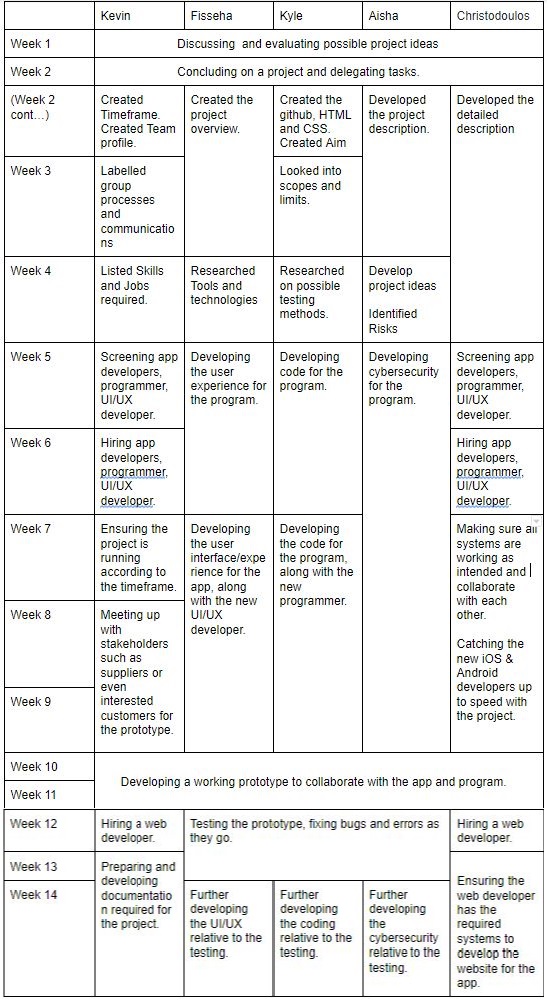 Kevin Fisseha Kyle Aisha Christodoulos
Week 1
Discussing and evaluating possible project ideas
Week 2
Concluding on a project and delegating tasks.
(Week 2
cont...)
Created
Timeframe.
Created Team
profile.
Created the
project
overview.
Created the
github, HTML
and CSS.
Created Aim
Developed
the project
description.
Developed the
detailed
description
Week 3
Labelled
group
processes
and
communicatio
ns
Looked into
scopes and
limits.
Week 4
Listed Skills
and Jobs
required.
Researched
Tools and
technologies
Researched
on possible
testing
methods.
Develop
project ideas
Identified
Risks
Week 5
Screening app
developers,
programmer,
UI/UX
developer.
Developing
the user
experience for
the program.
Developing
code for the
program.
Developing
cybersecurity
for the
program.
Screening app
developers,
programmer,
UI/UX
developer.
Week 6
Hiring app
developers,
programmer,
UI/UX
developer.
Hiring app
developers,
programmer,
UI/UX
developer.
Week 7
Ensuring the
project is
running
according to
the timeframe.
Developing
the user
interface/expe
rience for the
app, along
with the new
UI/UX
developer.
Developing
the code for
the program,
along with the
new
programmer.
Making sure all
systems are
working as
intended and
collaborate
with each
other.
Catching the
new iOS &
Android
developers up
to speed with
the project.
Week 8
Meeting up
with
stakeholders
such as
suppliers or
even
interested
customers for
the prototype.
Week 9
Week 10
Developing a working prototype to collaborate with the app and program.
Week 11
Week 12
Hiring a web
developer.
Testing the prototype, fixing bugs and errors as
they go.
Hiring a web
developer.
Week 13
Preparing and
developing
documentatio
n required for
the project.
Ensuring the
web developer
has the
required
systems to
develop the
website for the
app.
Week 14
Further
developing
the UI/UX
relative to the
testing.
Further
developing
the coding
relative to the
testing.
Further
developing
the
cybersecurity
relative to the
testing.